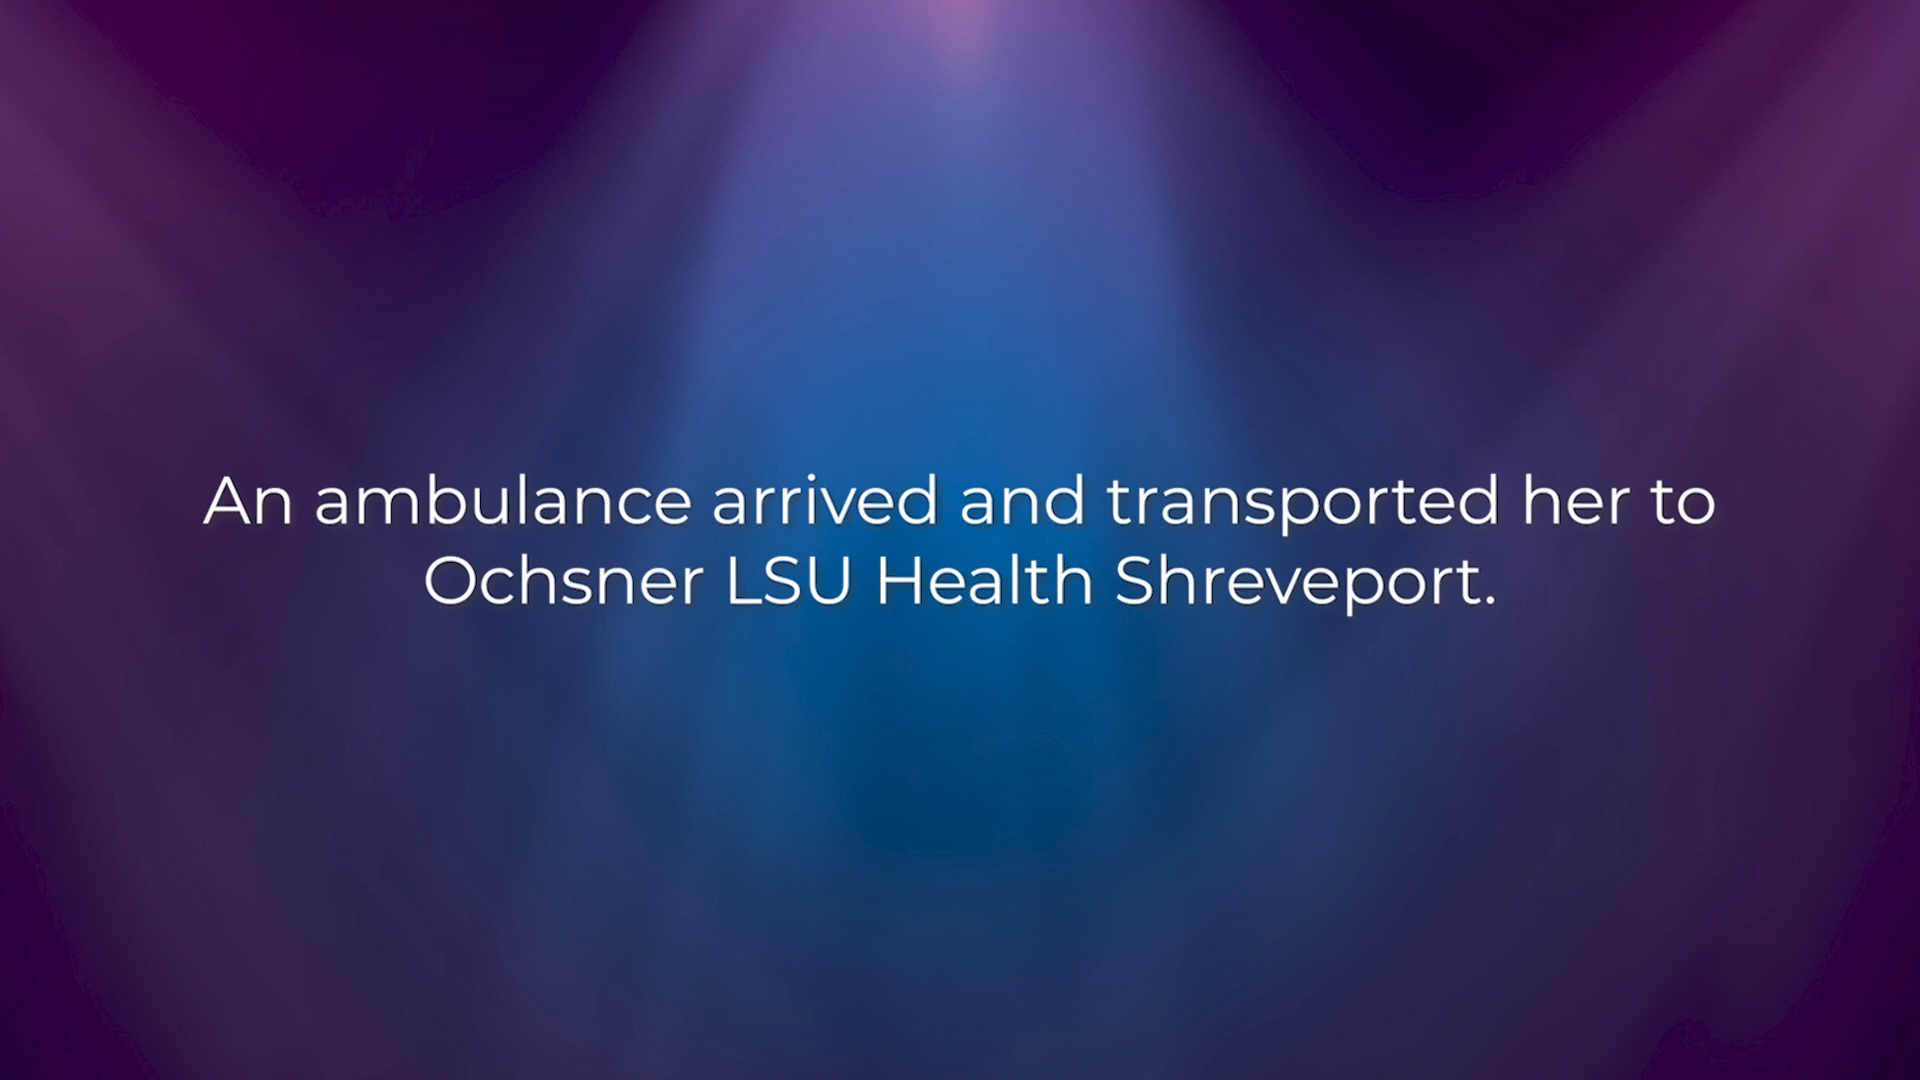 An ambulance arrived and transported her to
Ochsner LSU Health Shreveport.